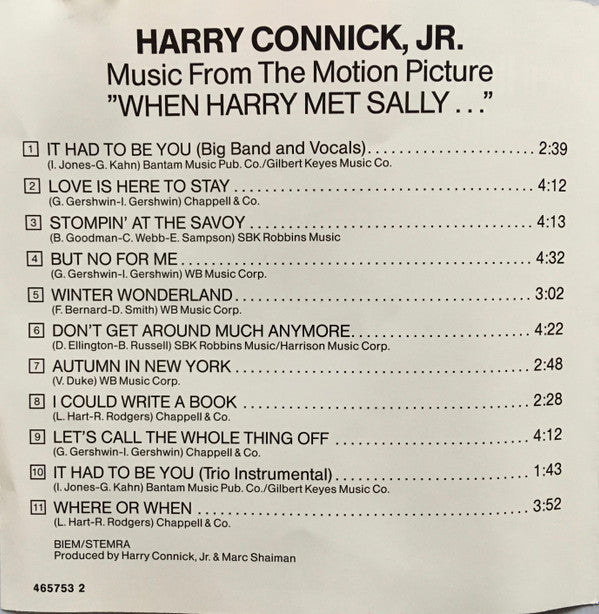 HARRY CONNICK, JR.
Music From The Motion Picture
"WHEN HARRY MET SALLY . . ."
1 IT HAD TO BE YOU (Big Band and Vocals) 2:39
(I. Jones-G. Kahn) Bantam Music Pub. Co./Gilbert Keyes Music Co.
2 LOVE IS HERE TO STAY 4:12
(G. Gershwin-I. Gershwin) Chappell & Co.
3 STOMPIN' AT THE SAVOY 4:13
(B. Goodman-C. Webb-E. Sampson) SBK Robbins Music
4 BUT NO FOR ME 4:32
(G. Gershwin-I. Gershwin) WB Music Corp.
5 WINTER WONDERLAND 3:02
(F. Bernard-D. Smith) WB Music Corp.
6 DON'T GET AROUND MUCH ANYMORE 4:22
(D. Ellington-B. Russell) SBK Robbins Music/Harrison Music Corp.
7 AUTUMN IN NEW YORK 2:48
(V. Duke) WB Music Corp.
8 I COULD WRITE A BOOK 2:28
(L. Hart-R. Rodgers) Chappell & Co.
9 LET'S CALL THE WHOLE THING OFF 4:12
(G. Gershwin-I. Gershwin) Chappell & Co.
10 IT HAD TO BE YOU (Trio Instrumental) 1:43
(I. Jones-G. Kahn) Bantam Music Pub. Co./Gilbert Keyes Music Co.
11 WHERE OR WHEN 3:52
(L. Hart-R. Rodgers) Chappell & Co.
BIEM/STEMRA
Produced by Harry Connick, Jr. & Marc Shaiman
465753 2